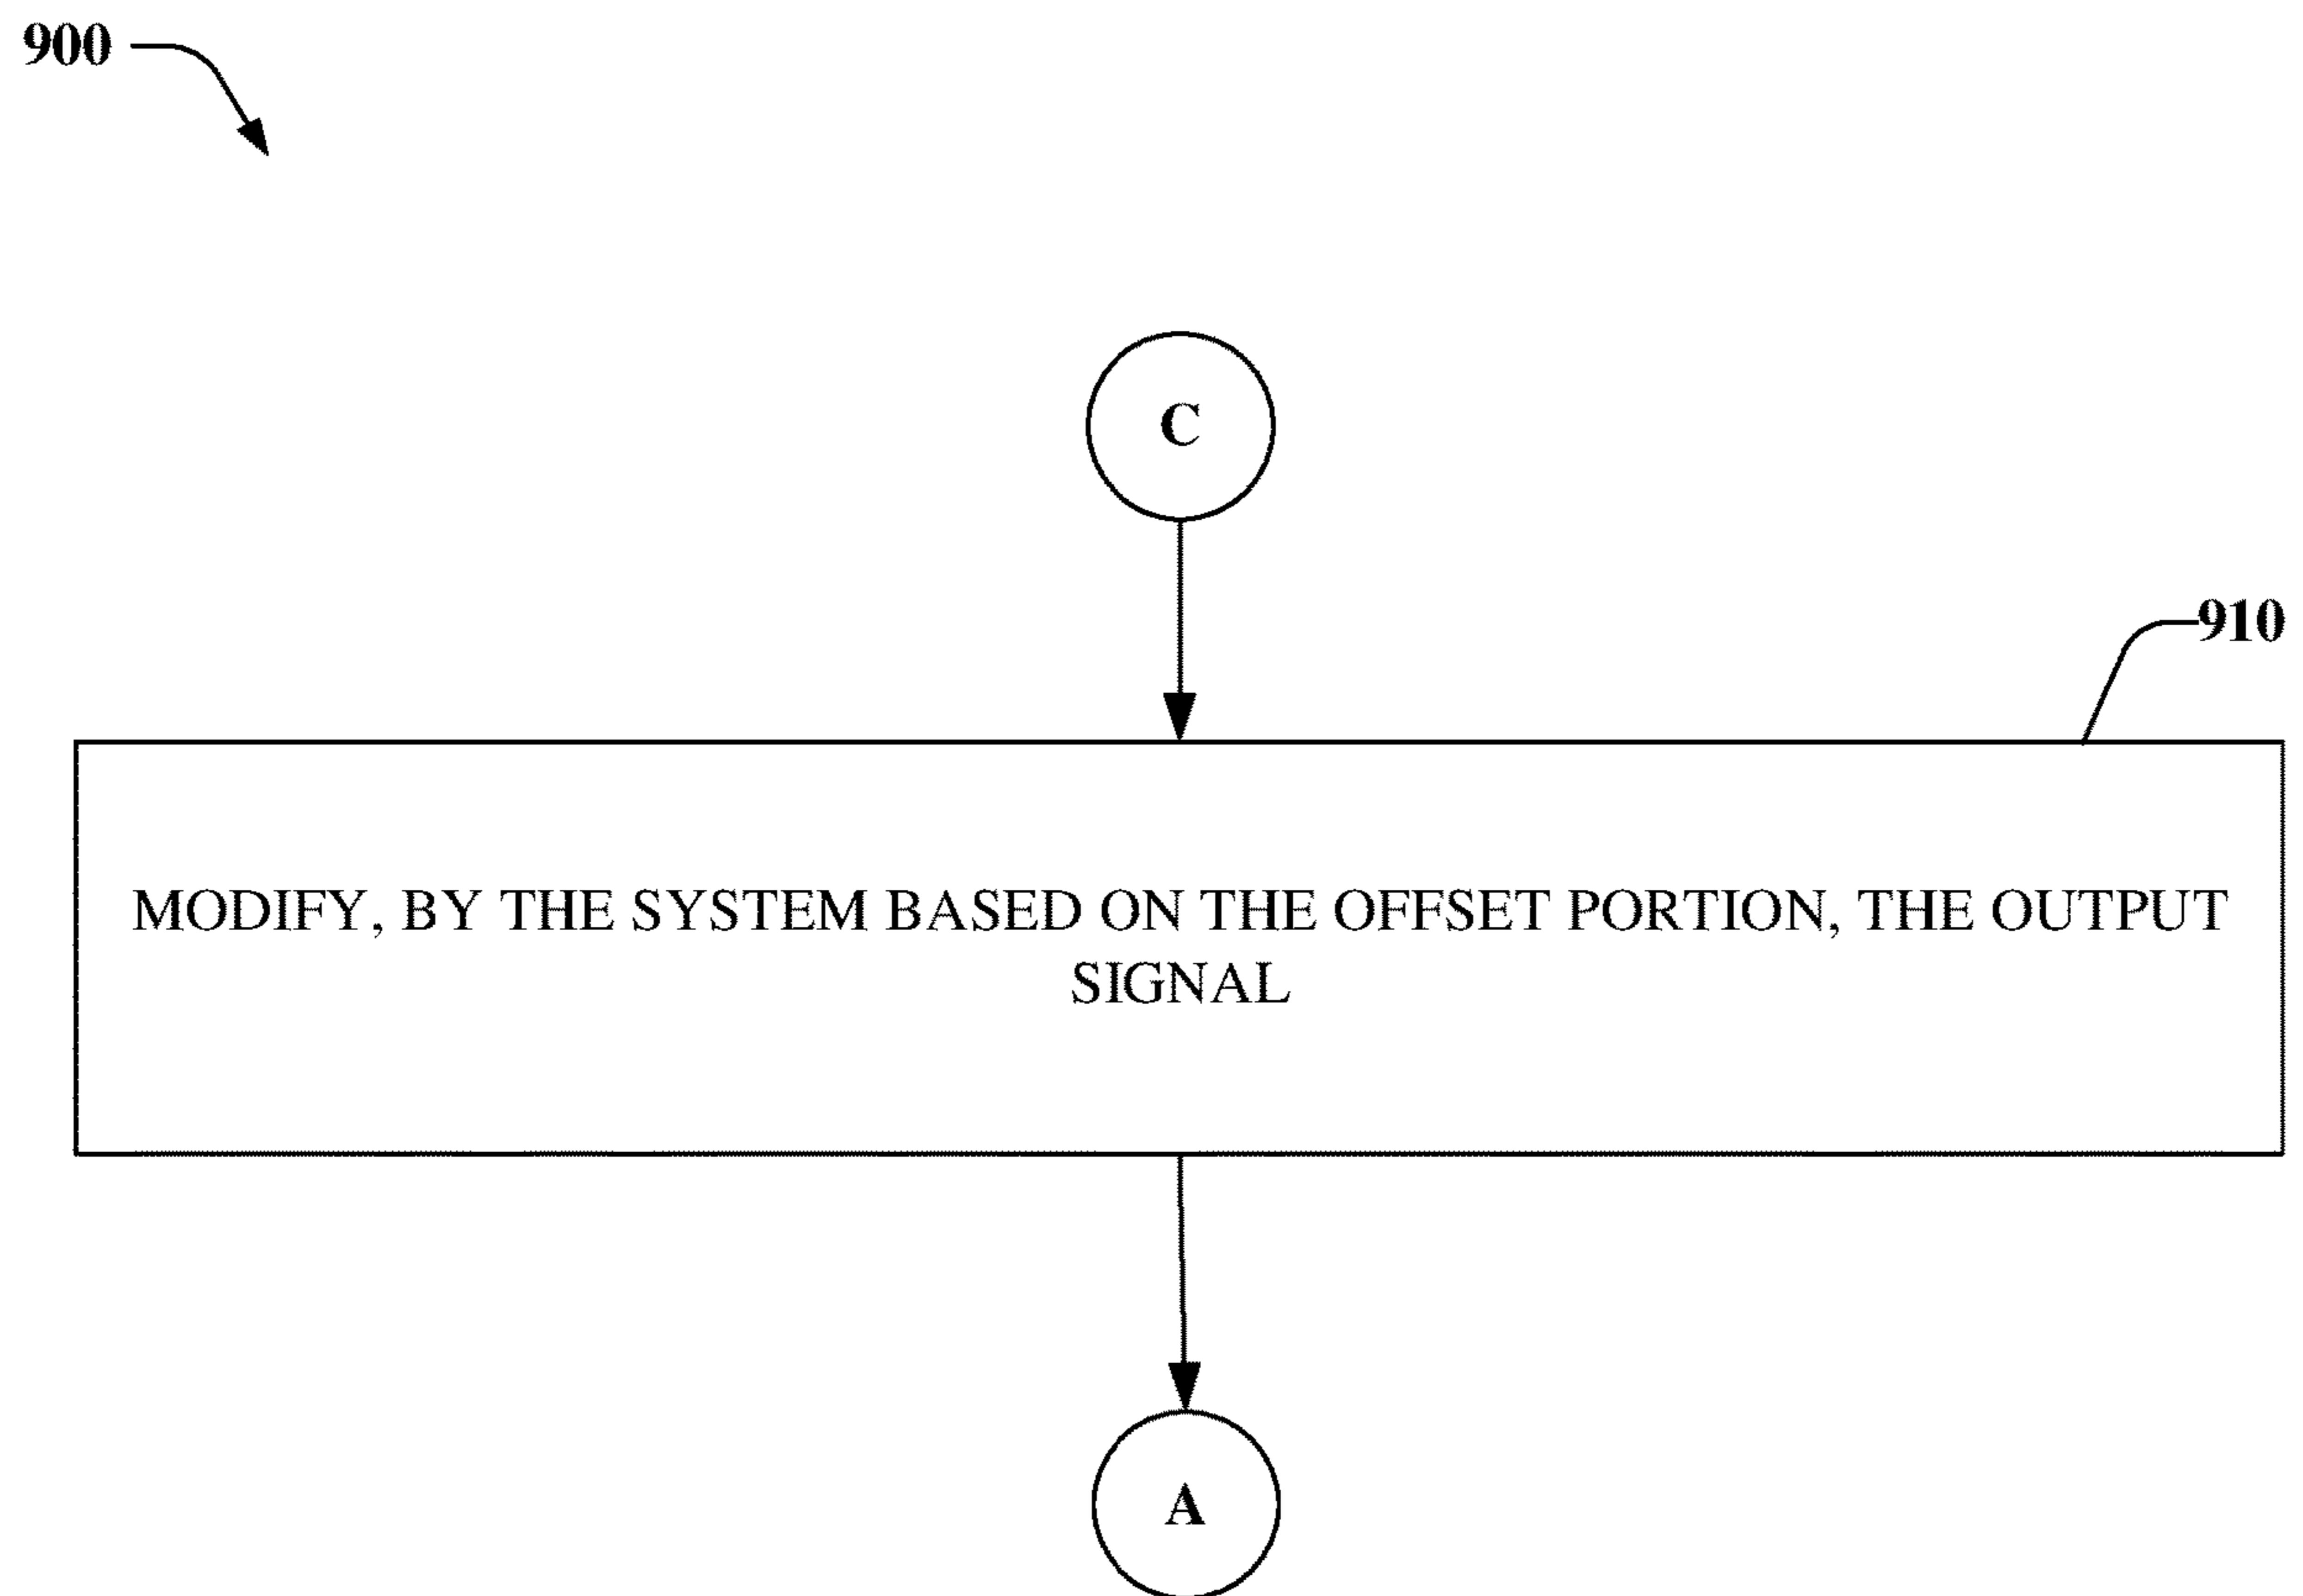 900
C
910
MODIFY, BY THE SYSTEM BASED ON THE OFFSET PORTION, THE OUTPUT
SIGNAL
A